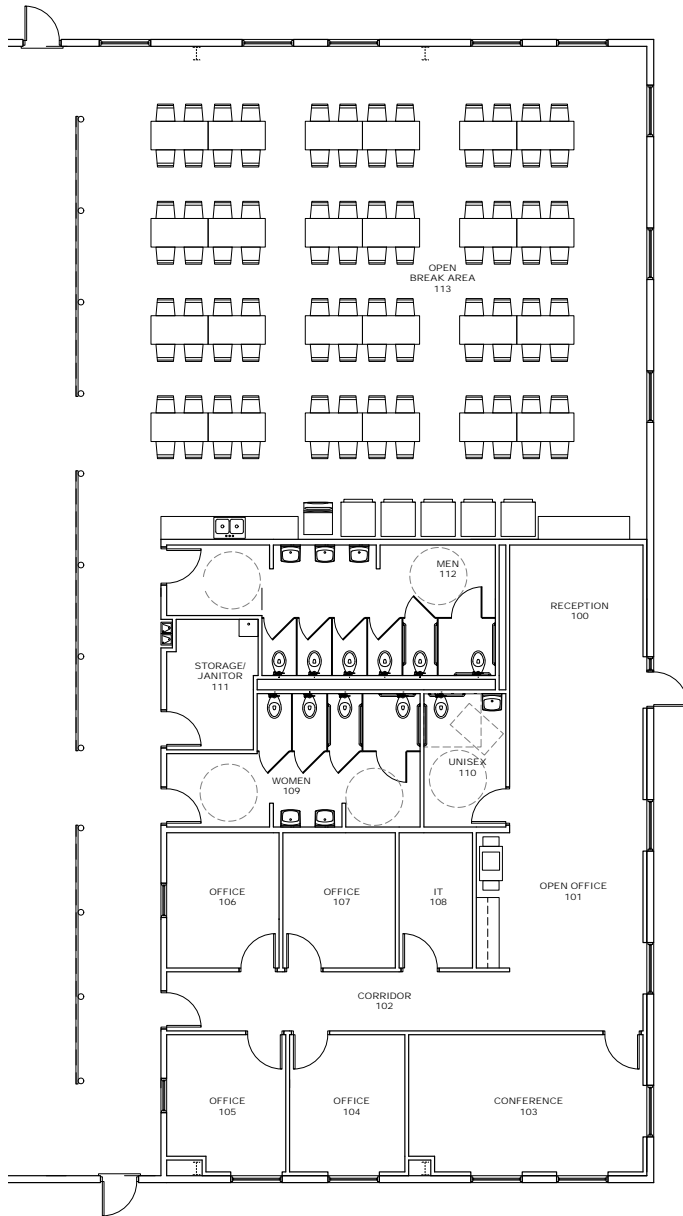 OPEN
BREAK AREA
113
MEN
112
RECEPTION
100
STORAGE/
JANITOR
111
UNISEX
110
WOMEN
109
OFFICE
106
OFFICE
107
IT
108
OPEN OFFICE
101
CORRIDOR
102
OFFICE
105
OFFICE
104
CONFERENCE
103